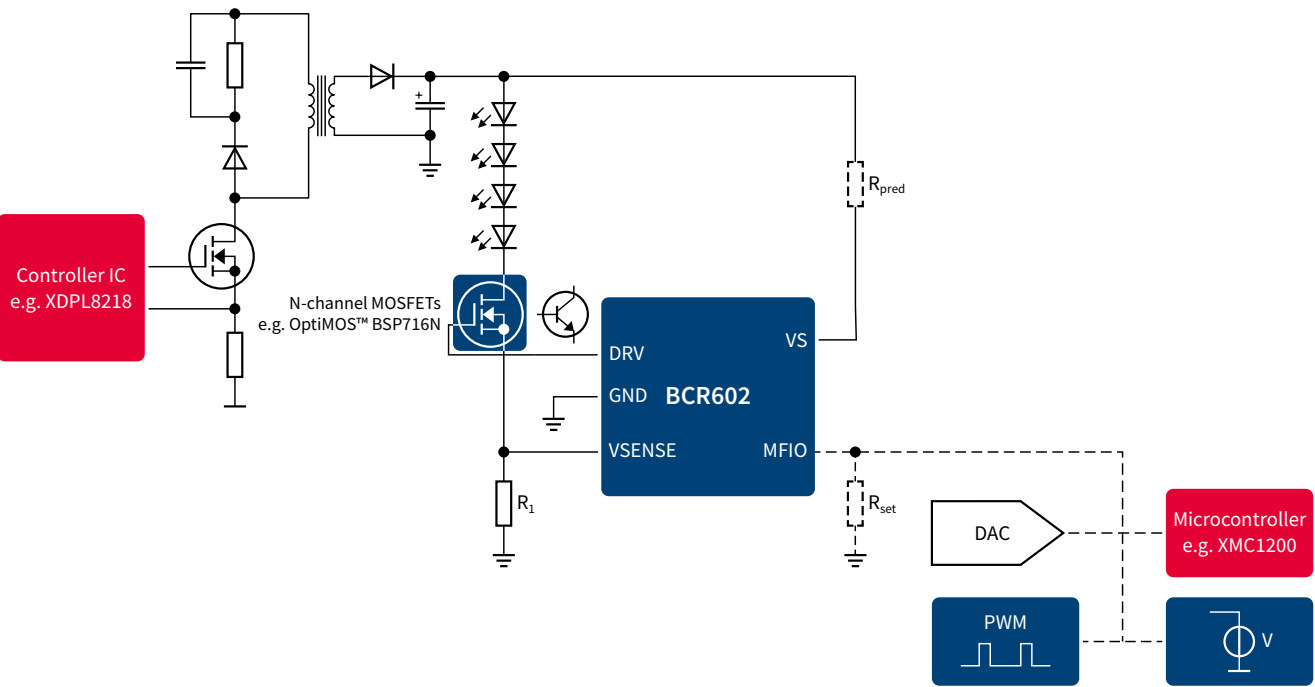 +
R_pred
Controller IC
e.g. XDPL8218
N-channel MOSFETs
e.g. OptiMOS™ BSP716N
DRV
VS
GND
BCR602
VSENSE
MFIO
R_1
R_set
DAC
Microcontroller
e.g. XMC1200
PWM
V